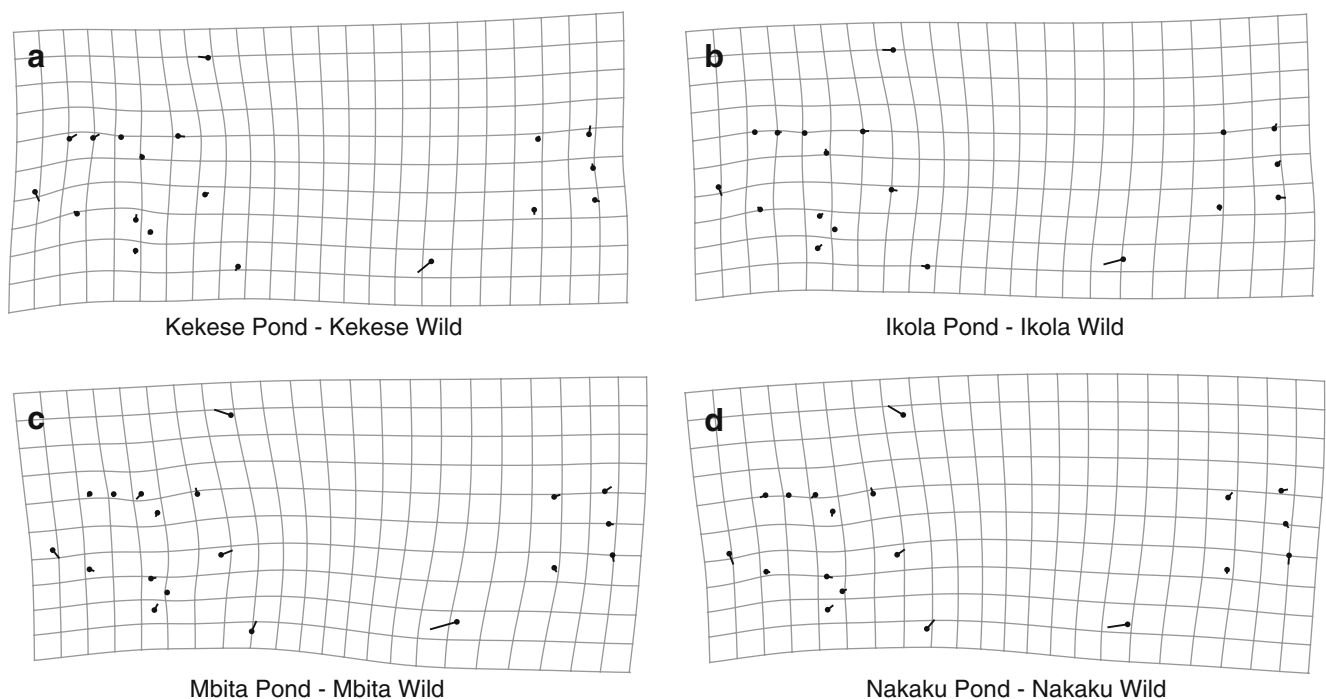 a
b
Kekese Pond - Kekese Wild
Ikola Pond - Ikola Wild
c
d
Mbita Pond - Mbita Wild
Nakaku Pond - Nakaku Wild